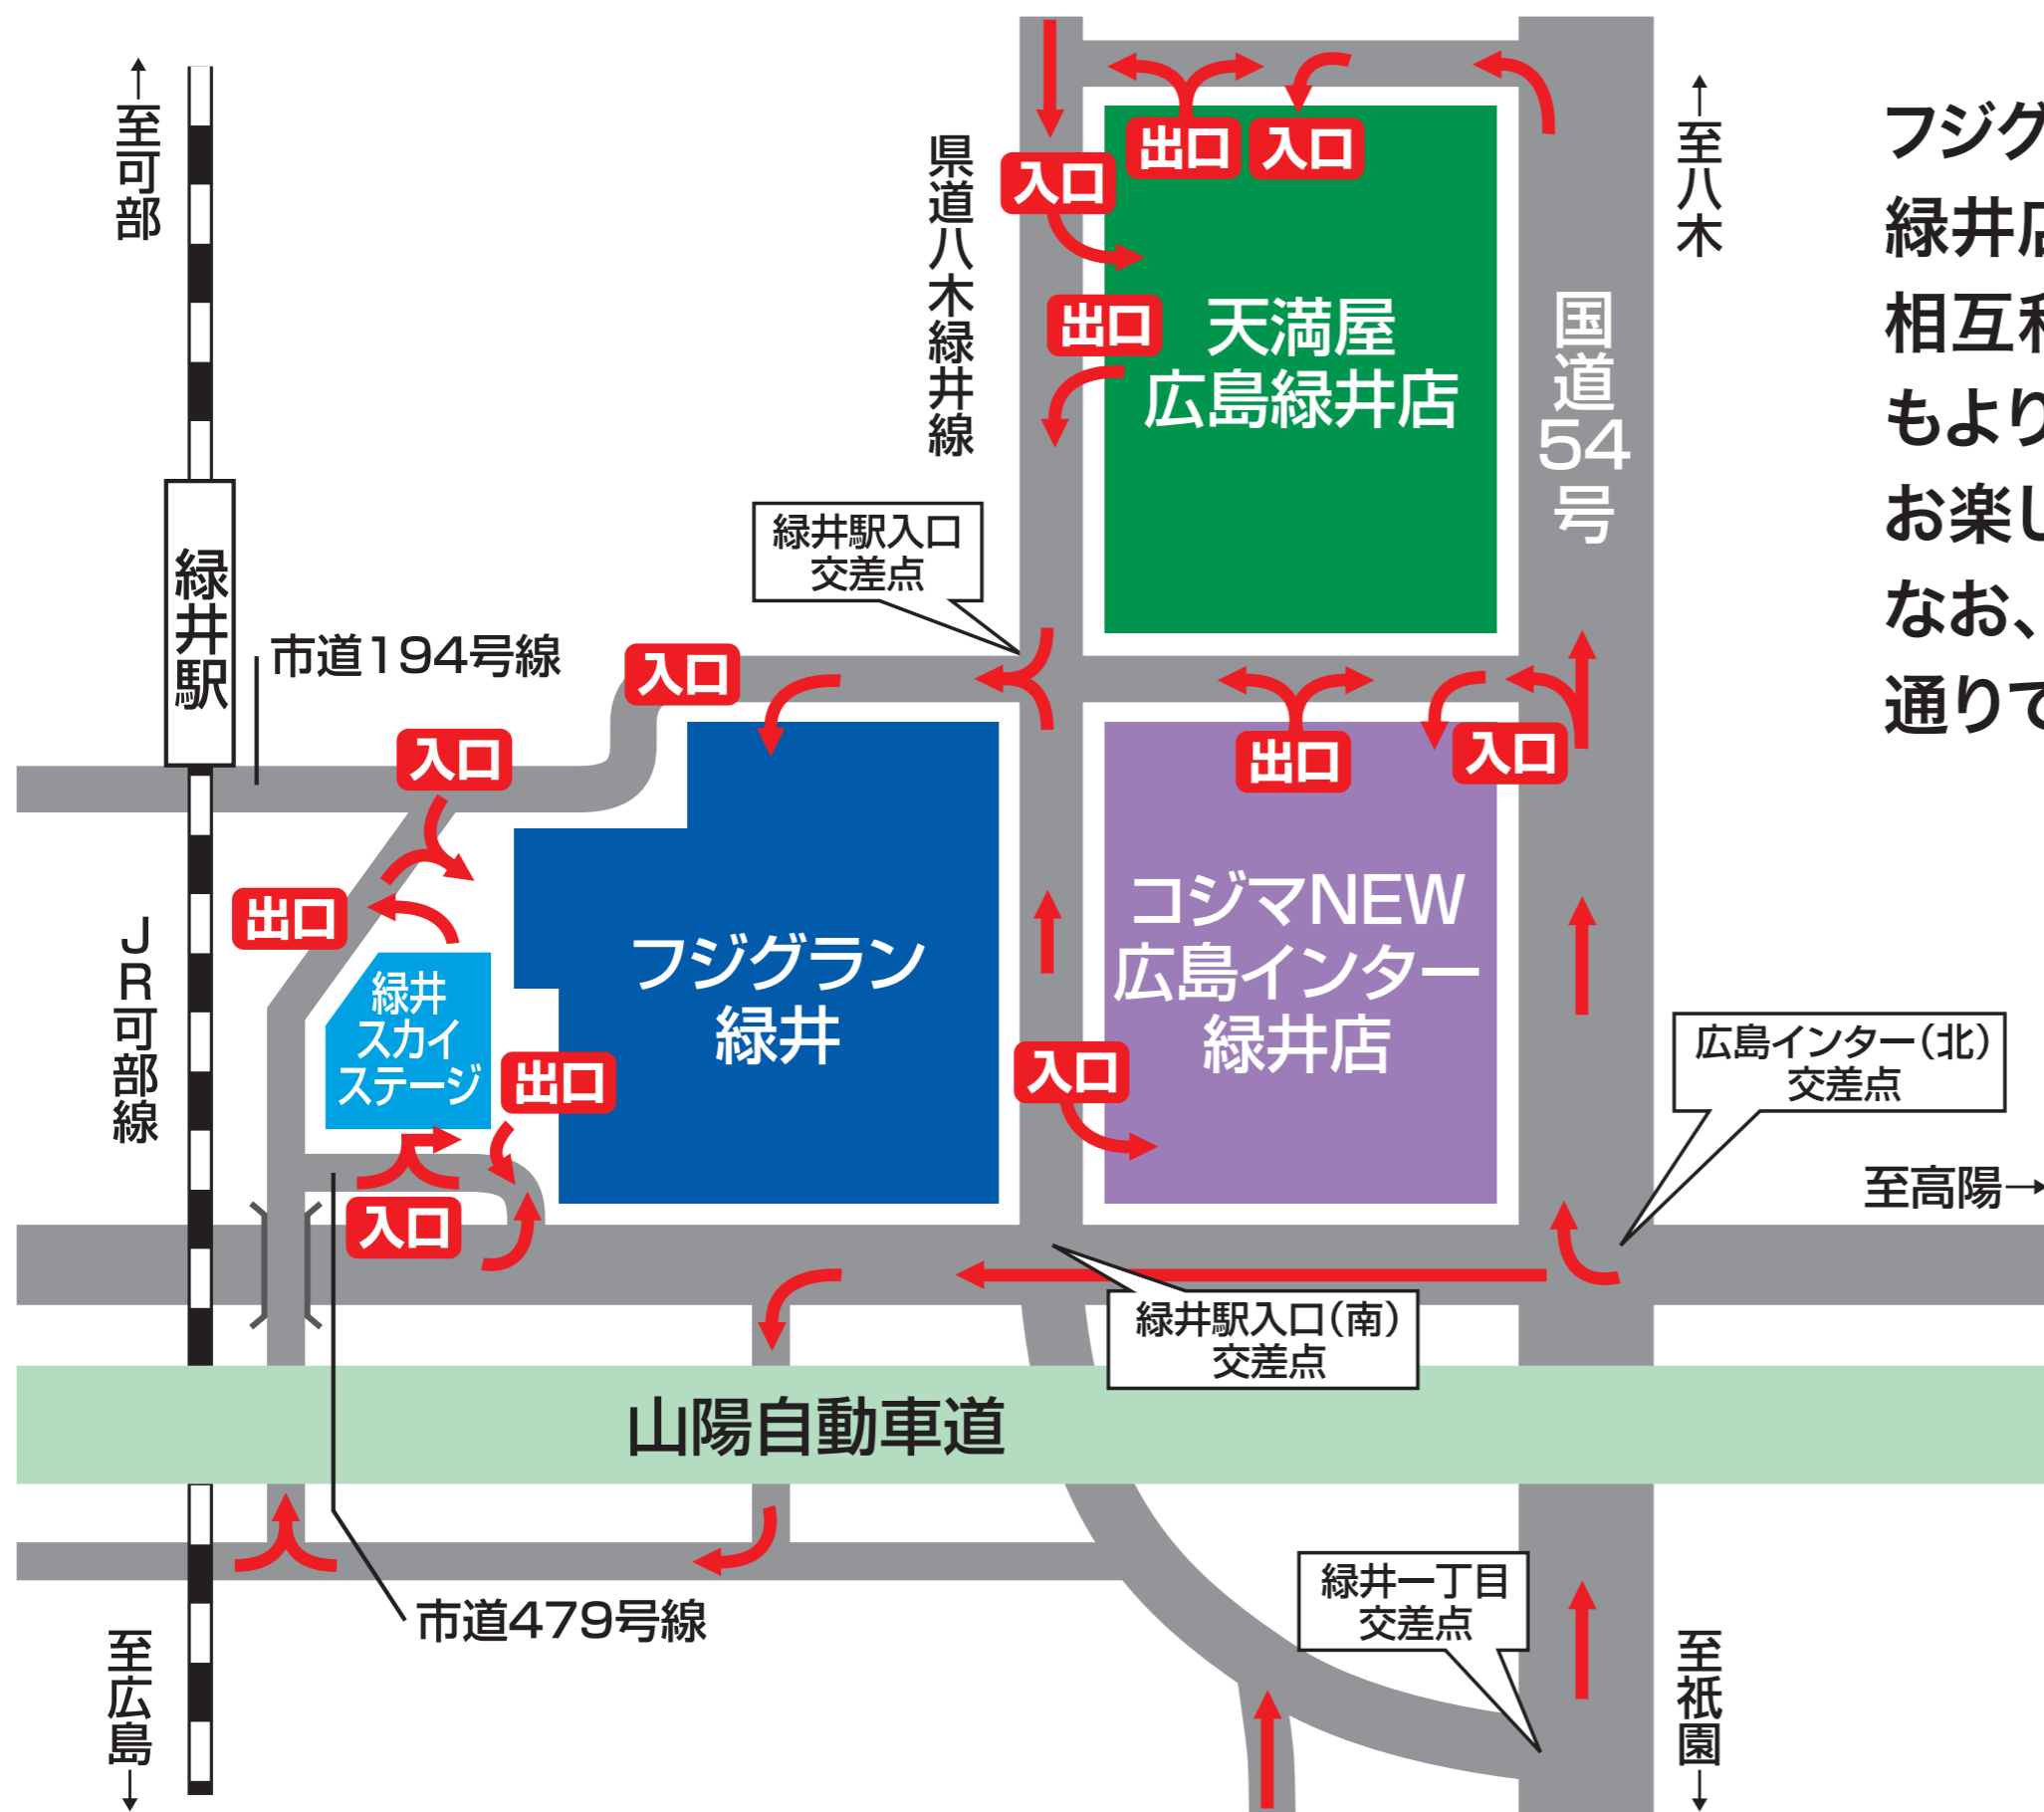 至可部
緑井駅
市道194号線
JR可部線
至広島
県道八木緑井線
入口
出口
入口
出口
天満屋
広島緑井店
国道54号
至八木
緑井駅入口
交差点
入口
入口
出口
緑井
スカイ
ステージ
出口
入口
フジグラン
緑井
出口
入口
コジマNEW
広島インター
緑井店
入口
広島インター(北)
交差点
至高陽
緑井駅入口(南)
交差点
山陽自動車道
市道479号線
緑井一丁目
交差点
至祇園
フジグ
緑井
相互
もより
お楽し
なお、
通りで